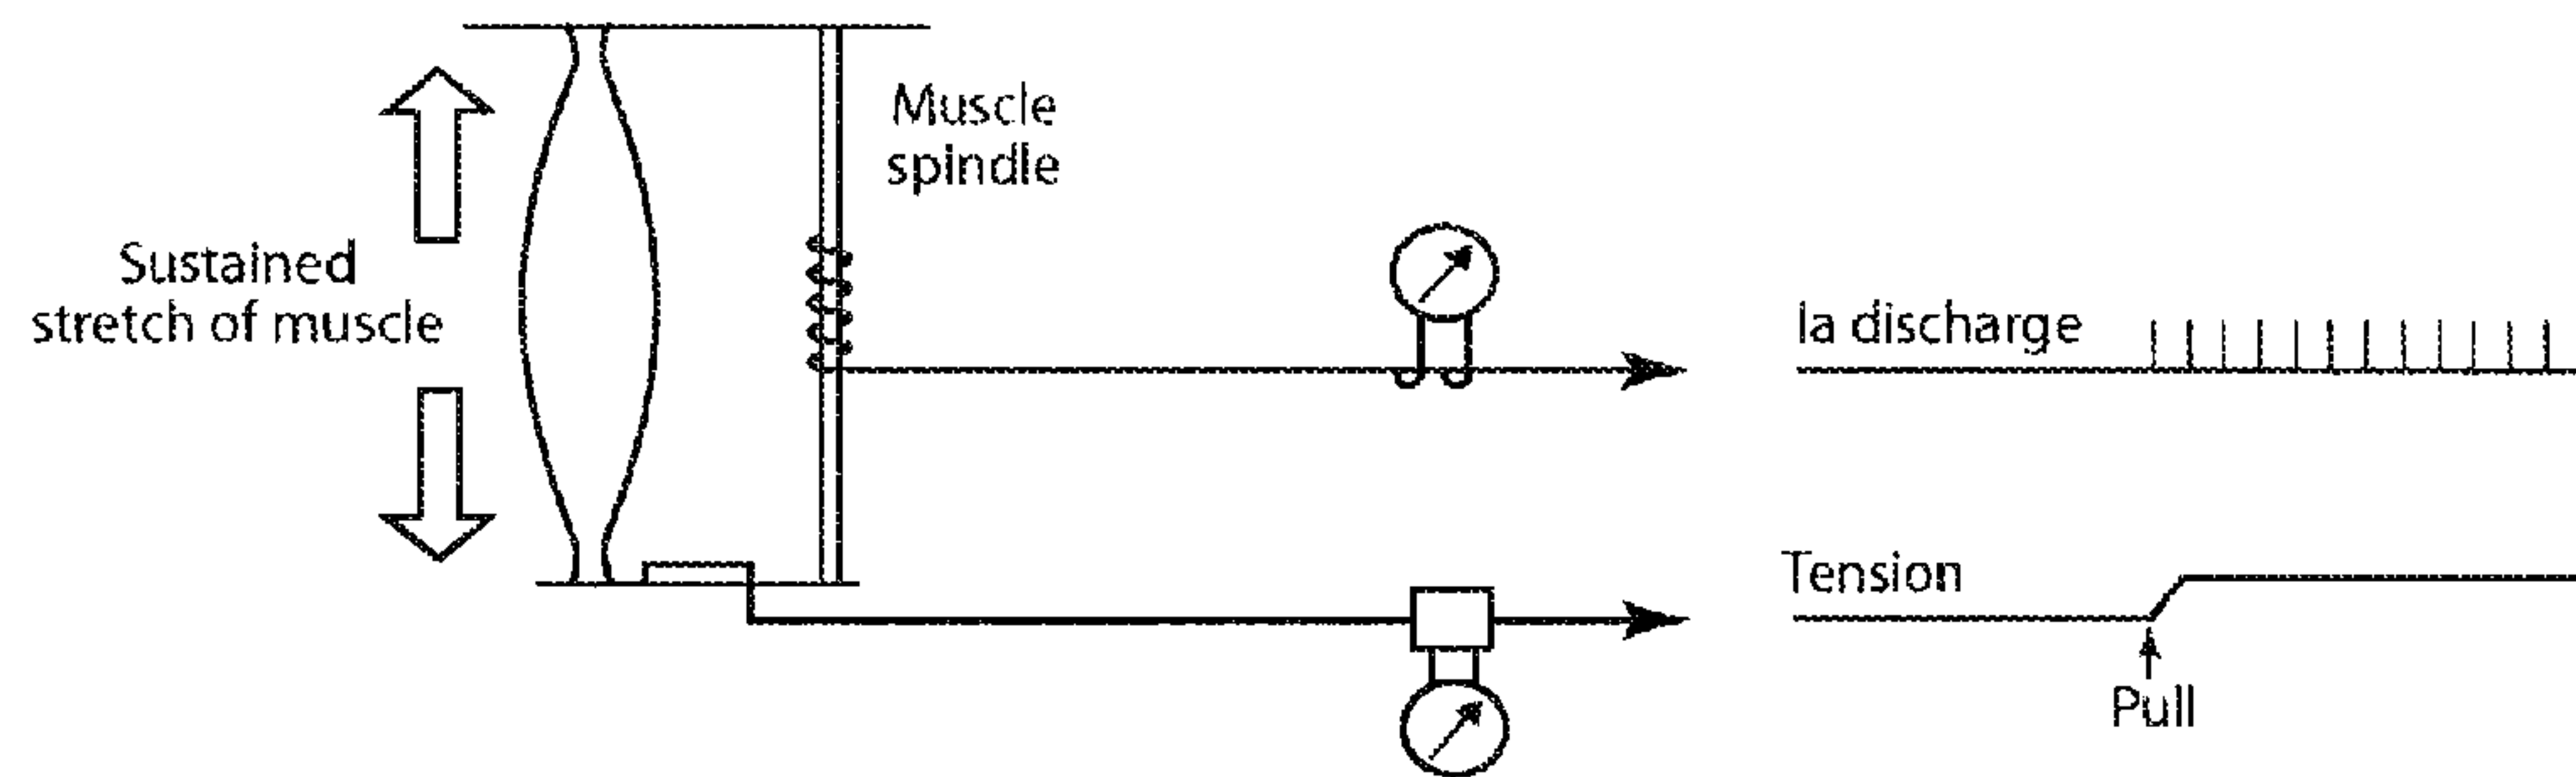 Muscle
spindle
Sustained
stretch of muscle
Ia discharge
Tension
Pull